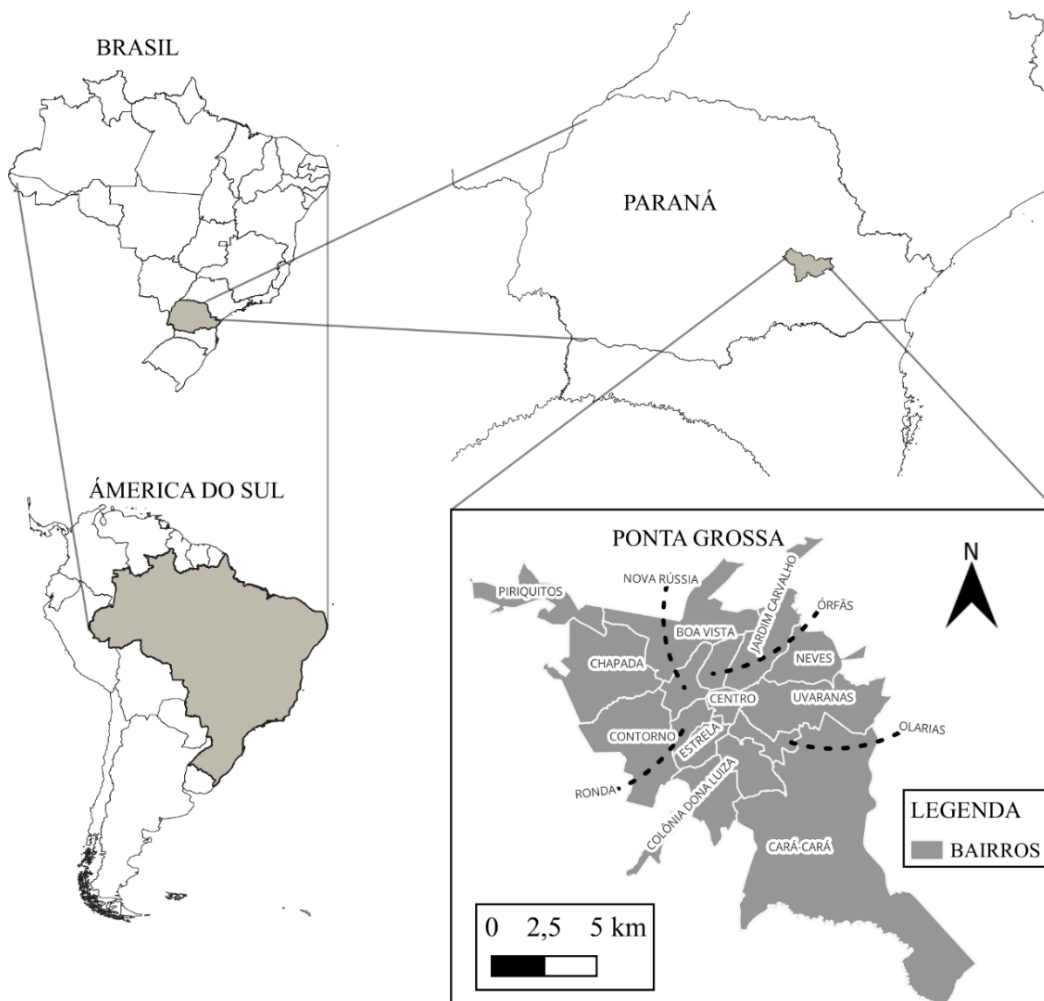 BRASIL
PARANÁ
ÁMERICA DO SUL
PONTA GROSSA
N
NOVA RÚSSIA
PIRIQUITOS
JARDIM CARVALHO
ÓRFÃS
BOA VISTA
CHAPADA
NEVES
CENTRO
UVARANAS
CONTORNO
ESTRELA
OLARIAS
RONDA
COLÔNIA DONA LUIZA
CARÁ-CARÁ
LEGENDA
BAIRROS
0 2,5 5 km